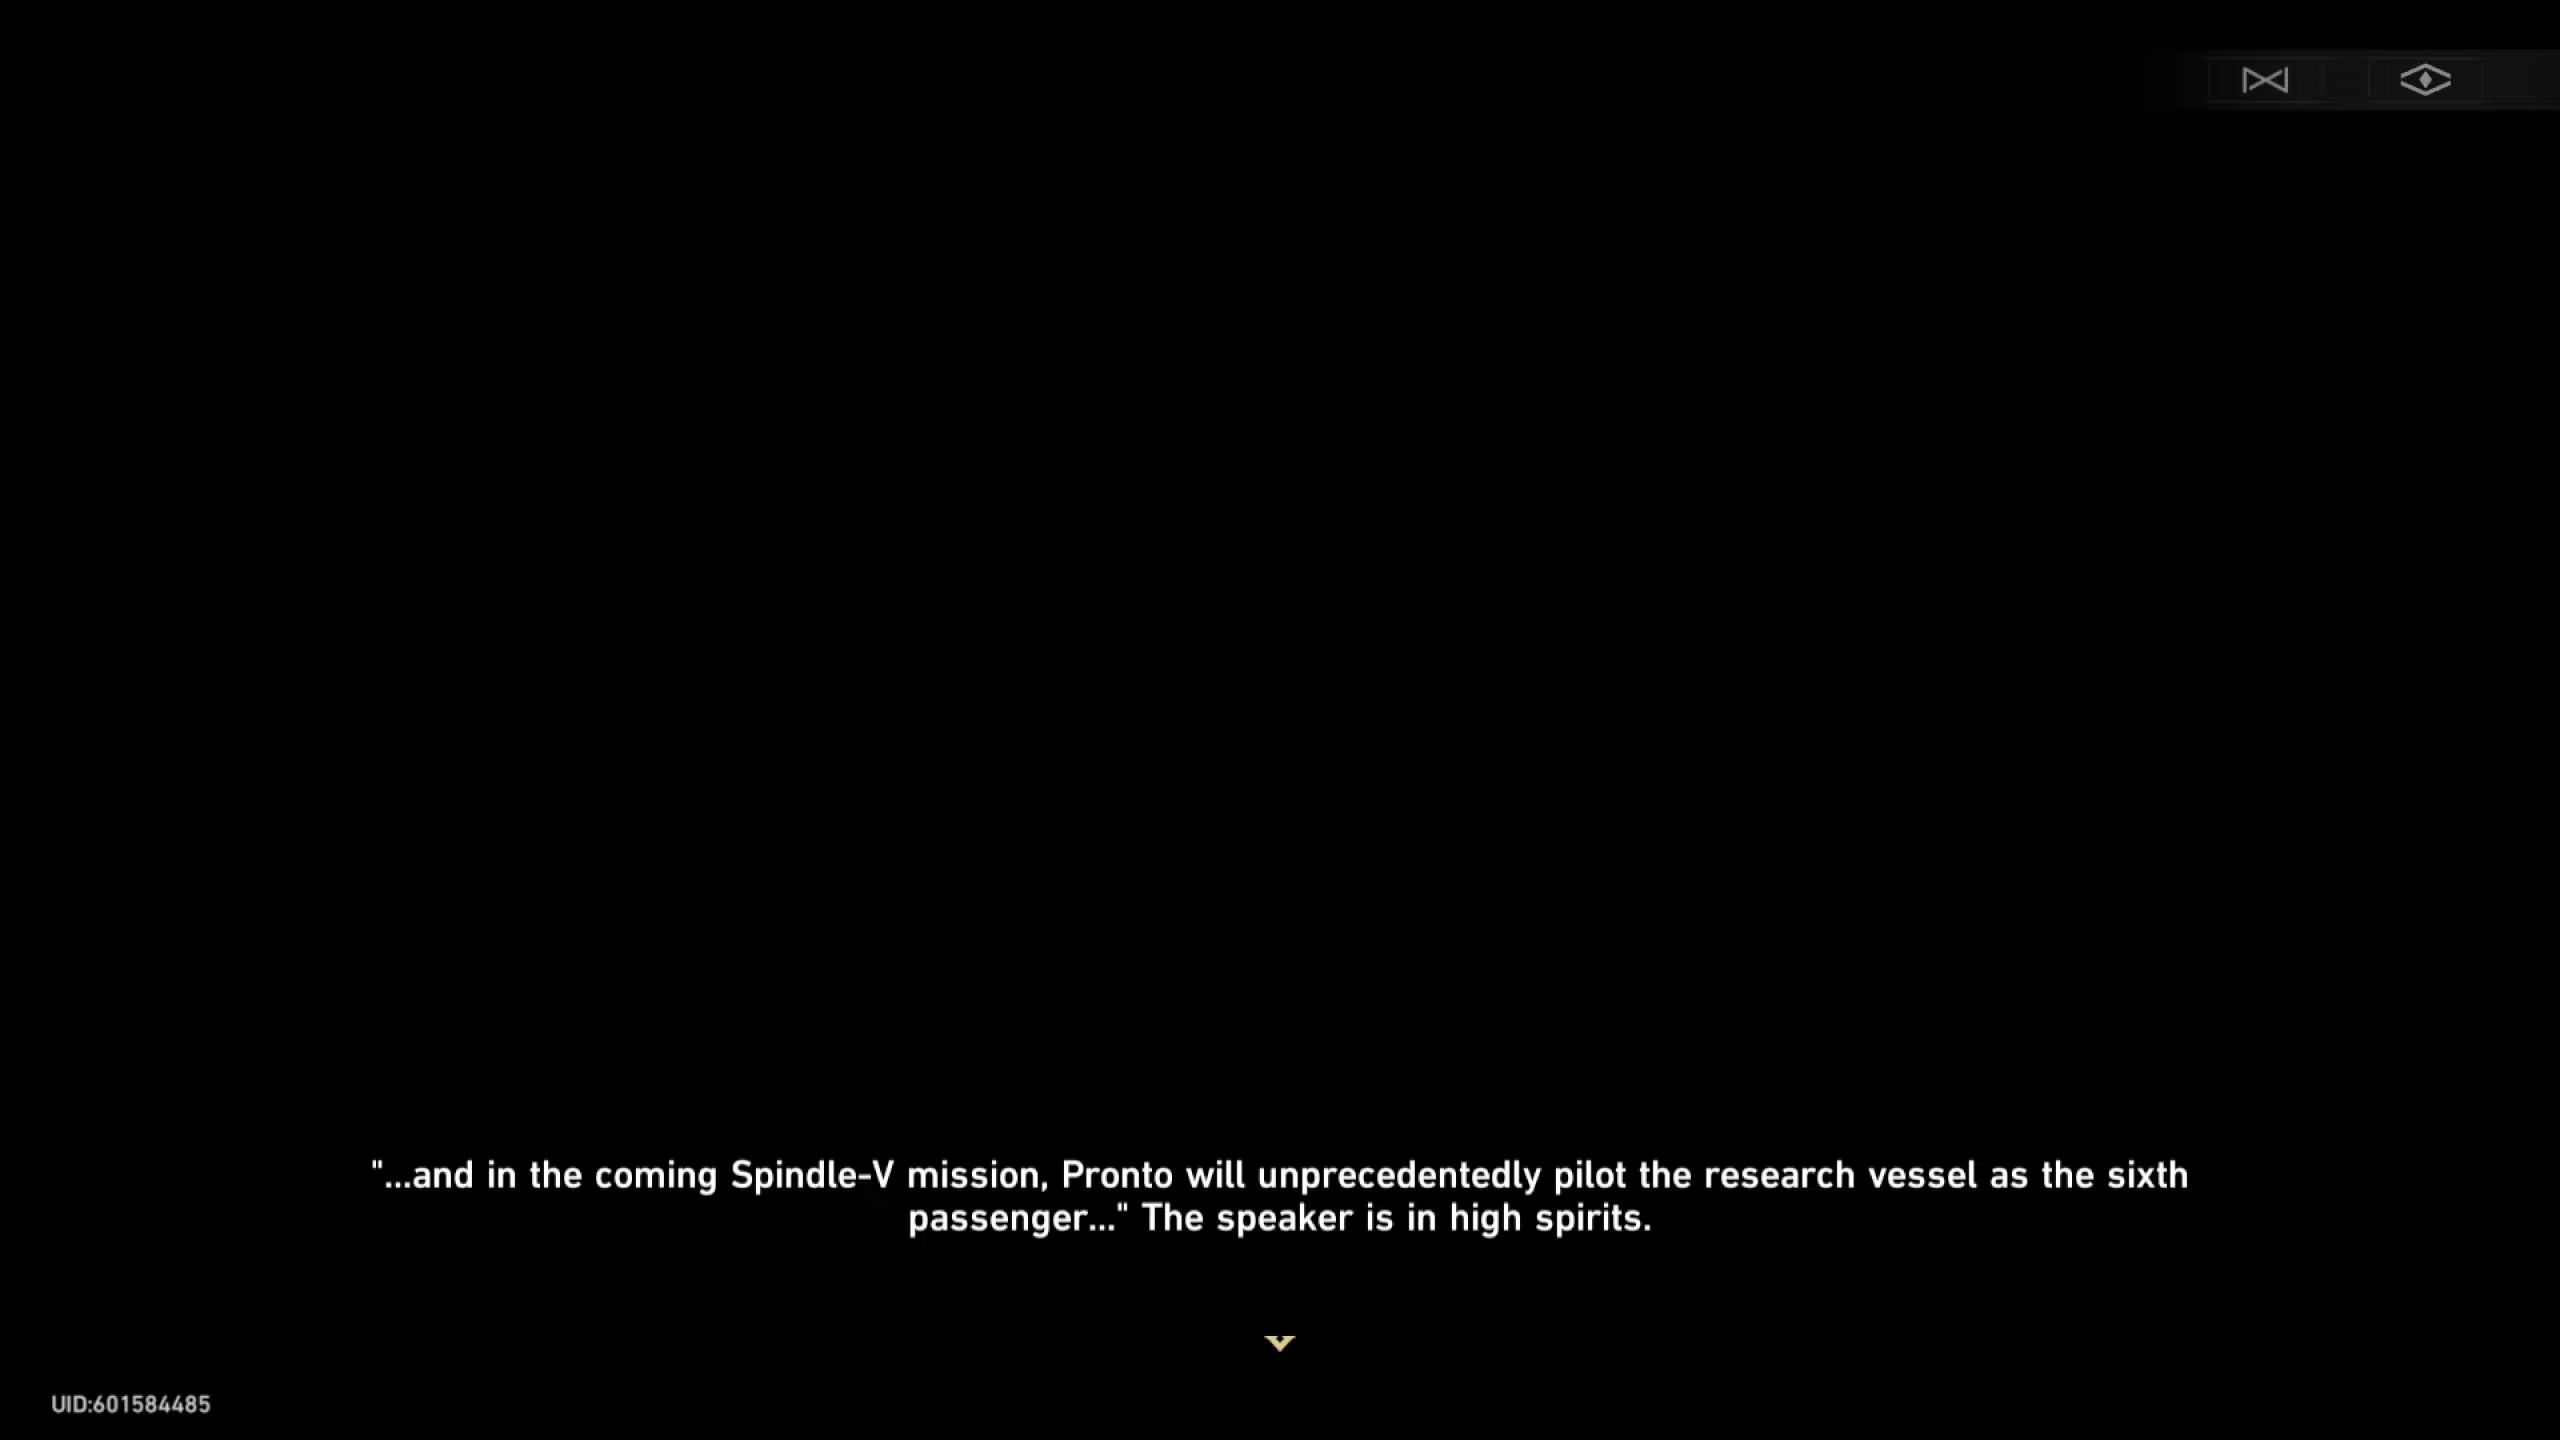 "...and in the coming Spindle-V mission, Pronto will unprecedentedly pilot the research vessel as the sixth
passenger..." The speaker is in high spirits.
UID:601584485